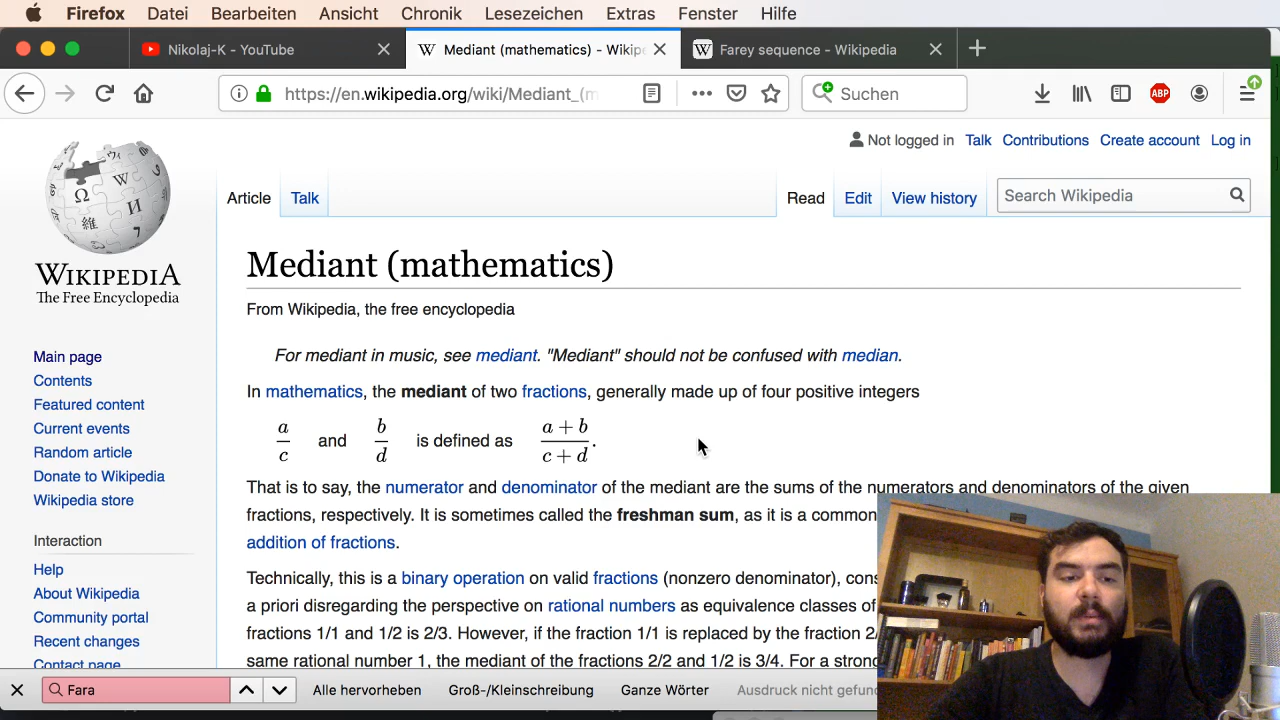 Firefox Datei Bearbeiten Ansicht Chronik Lesezeichen Extras Fenster Hilfe
Nikolaj-K - YouTube
W Mediant (mathematics) - Wikip
W Farey sequence - Wikipedia
https://en.wikipedia.org/wiki/Mediant_(m
Suchen
ABP
Not logged in Talk Contributions Create account Log in
Article Talk Read Edit View history Search Wikipedia
WIKIPEDIA
The Free Encyclopedia
Main page
Contents
Featured content
Current events
Random article
Donate to Wikipedia
Wikipedia store
Interaction
Help
About Wikipedia
Community portal
Recent changes
Contact page
Mediant (mathematics)
From Wikipedia, the free encyclopedia
For mediant in music, see mediant. "Mediant" should not be confused with median.
In mathematics, the mediant of two fractions, generally made up of four positive integers
a/c and b/d is defined as a + b/c + d.
That is to say, the numerator and denominator of the mediant are the sums of the numerators and denominators of the given
fractions, respectively. It is sometimes called the freshman sum, as it is a common
addition of fractions.
Technically, this is a binary operation on valid fractions (nonzero denominator), cons
a priori disregarding the perspective on rational numbers as equivalence classes of
fractions 1/1 and 1/2 is 2/3. However, if the fraction 1/1 is replaced by the fraction 2/
same rational number 1, the mediant of the fractions 2/2 and 1/2 is 3/4. For a strong
Fara Alle hervorheben Groß-/Kleinschreibung Ganze Wörter Ausdruck nicht gefun